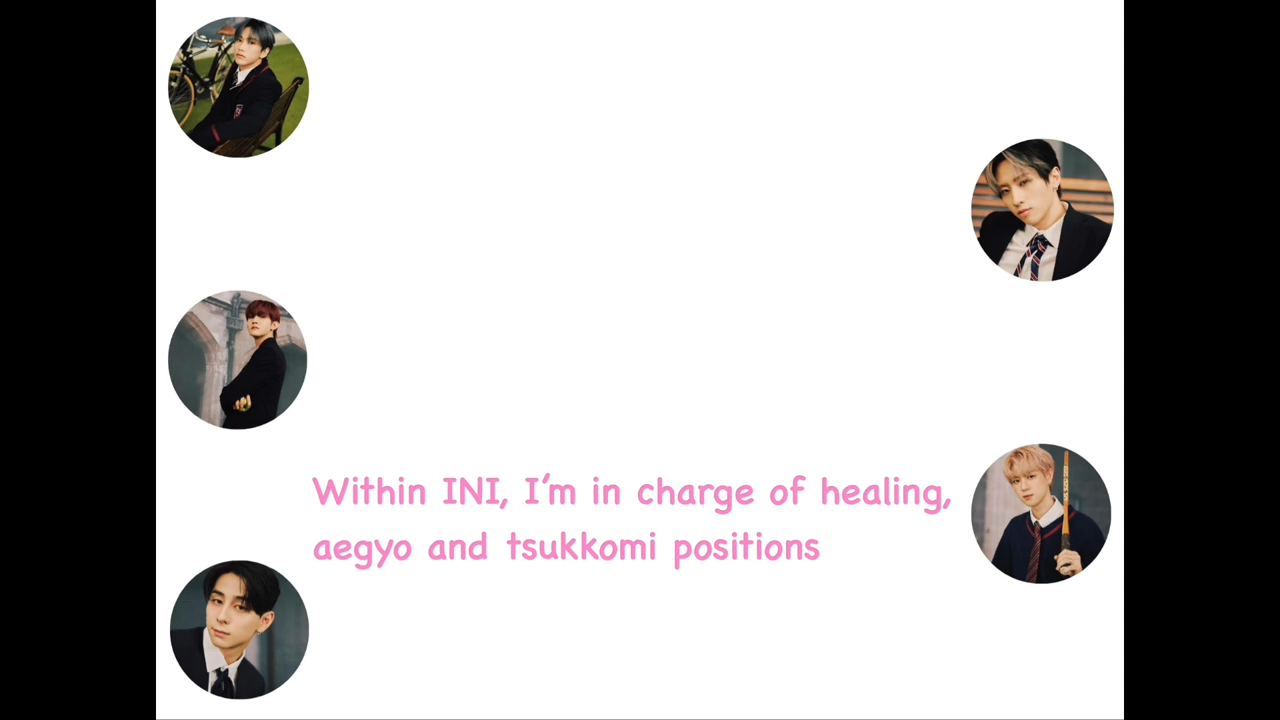 Within INI, I'm in charge of healing,
aegyo and tsukkomi positions